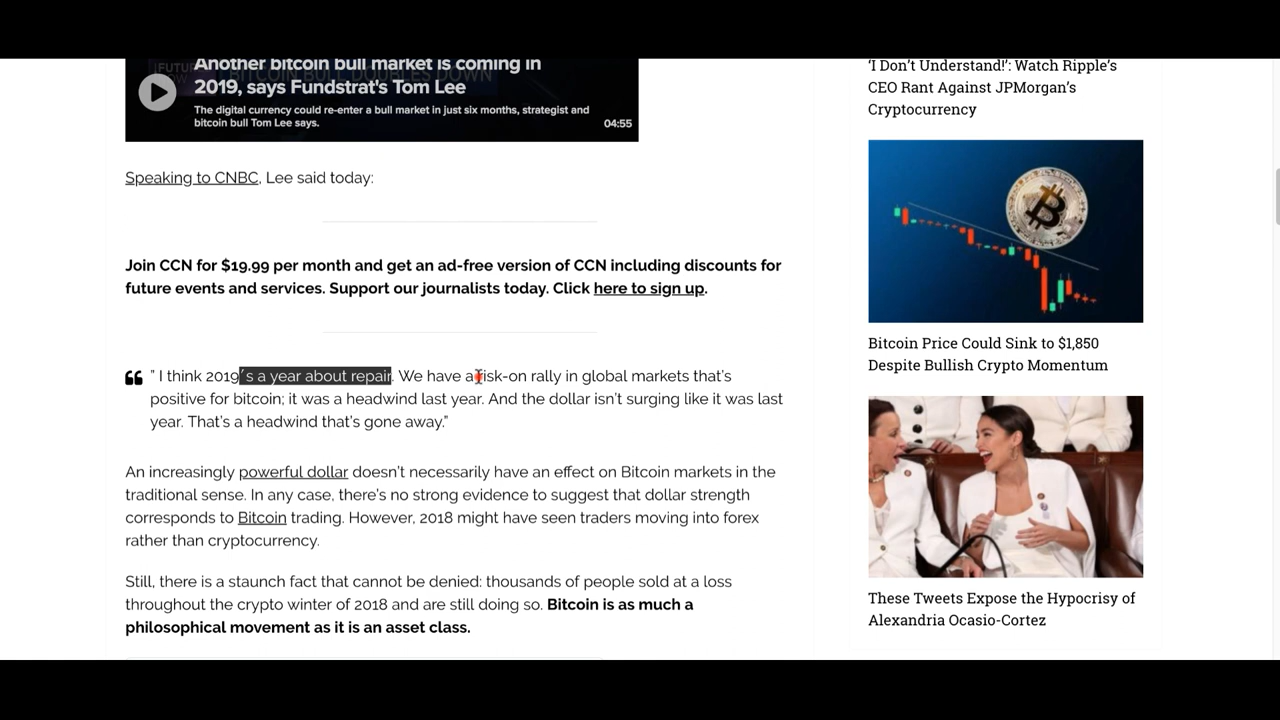 Another bitcoin bull market is coming in
2019, says Fundstrat's Tom Lee
The digital currency could re-enter a bull market in just six months, strategist and
bitcoin bull Tom Lee says.
04:55
Speaking to CNBC, Lee said today:
Join CCN for $19.99 per month and get an ad-free version of CCN including discounts for
future events and services. Support our journalists today. Click here to sign up.
" I think 2019's a year about repair. We have a risk-on rally in global markets that's
positive for bitcoin; it was a headwind last year. And the dollar isn't surging like it was last
year. That's a headwind that's gone away."
An increasingly powerful dollar doesn't necessarily have an effect on Bitcoin markets in the
traditional sense. In any case, there's no strong evidence to suggest that dollar strength
corresponds to Bitcoin trading. However, 2018 might have seen traders moving into forex
rather than cryptocurrency.
Still, there is a staunch fact that cannot be denied: thousands of people sold at a loss
throughout the crypto winter of 2018 and are still doing so. Bitcoin is as much a
philosophical movement as it is an asset class.
'I Don't Understand!': Watch Ripple's
CEO Rant Against JPMorgan's
Cryptocurrency
Bitcoin Price Could Sink to $1,850
Despite Bullish Crypto Momentum
These Tweets Expose the Hypocrisy of
Alexandria Ocasio-Cortez